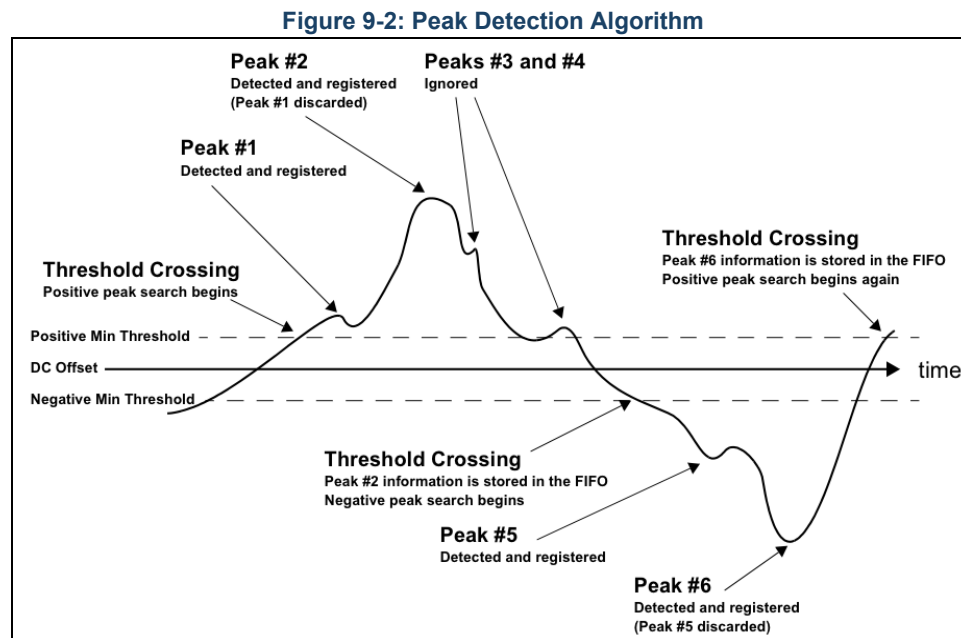 Figure 9-2: Peak Detection Algorithm
Peak #2
Detected and registered
(Peak #1 discarded)
Peaks #3 and #4
Ignored
Peak #1
Detected and registered
Threshold Crossing
Positive peak search begins
Threshold Crossing
Peak #6 information is stored in the FIFO
Positive peak search begins again
Positive Min Threshold
DC Offset
time
Negative Min Threshold
Threshold Crossing
Peak #2 information is stored in the FIFO
Negative peak search begins
Peak #5
Detected and registered
Peak #6
Detected and registered
(Peak #5 discarded)